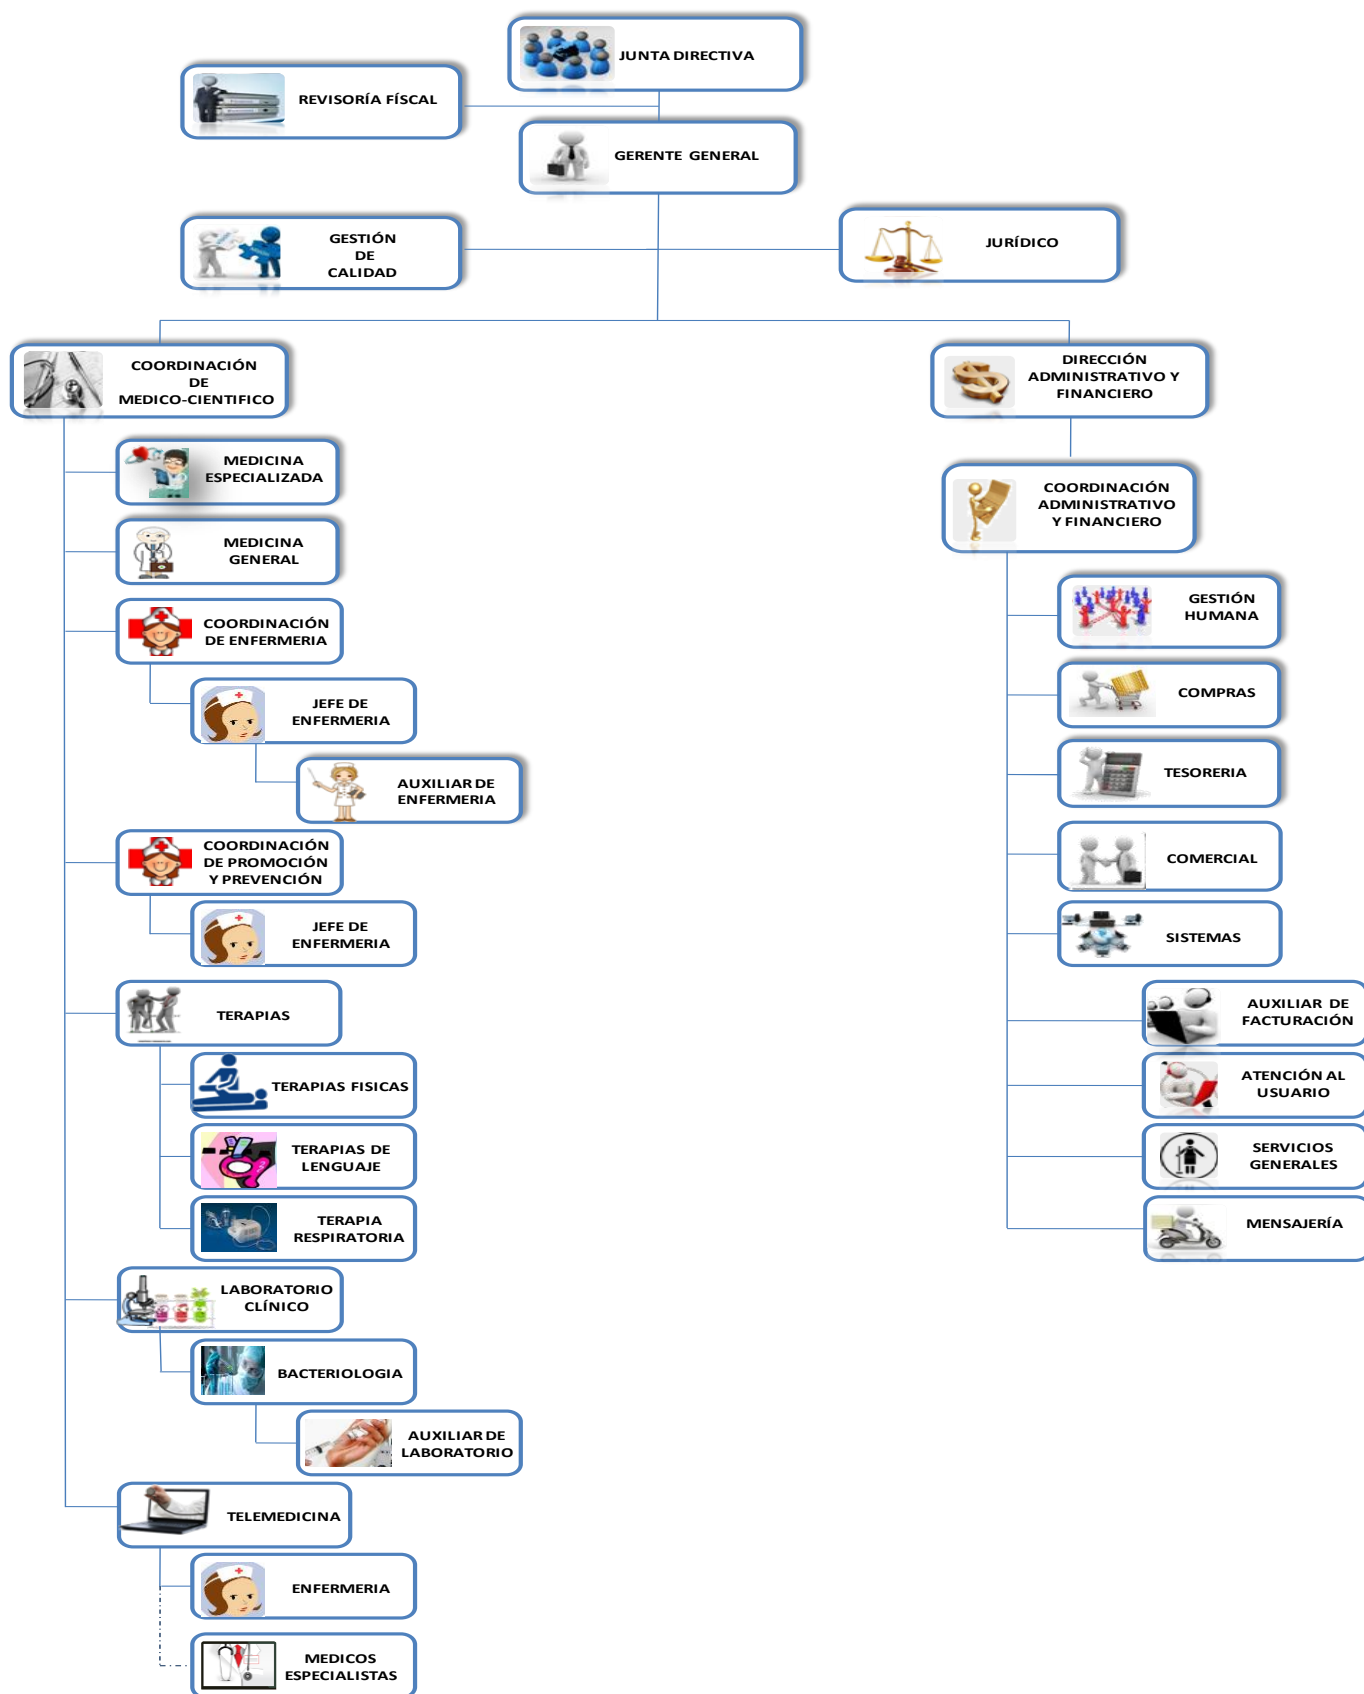 JUNTA DIRECTIVA
REVISORÍA FÍSCAL
GERENTE GENERAL
GESTIÓN
DE
CALIDAD
JURÍDICO
COORDINACIÓN
DE
MEDICO-CIENTIFICO
DIRECCIÓN
ADMINISTRATIVO Y
FINANCIERO
MEDICINA
ESPECIALIZADA
MEDICINA
GENERAL
COORDINACIÓN
DE ENFERMERIA
JEFE DE
ENFERMERIA
AUXILIAR DE
ENFERMERIA
COORDINACIÓN
DE PROMOCIÓN
Y PREVENCIÓN
JEFE DE
ENFERMERIA
TERAPIAS
TERAPIAS FISICAS
TERAPIAS DE
LENGUAJE
TERAPIA
RESPIRATORIA
LABORATORIO
CLÍNICO
BACTERIOLOGIA
AUXILIAR DE
LABORATORIO
TELEMEDICINA
ENFERMERIA
MEDICOS
ESPECIALISTAS
COORDINACIÓN
ADMINISTRATIVO
Y FINANCIERO
GESTIÓN
HUMANA
COMPRAS
TESORERIA
COMERCIAL
SISTEMAS
AUXILIAR DE
FACTURACIÓN
ATENCIÓN AL
USUARIO
SERVICIOS
GENERALES
MENSAJERÍA